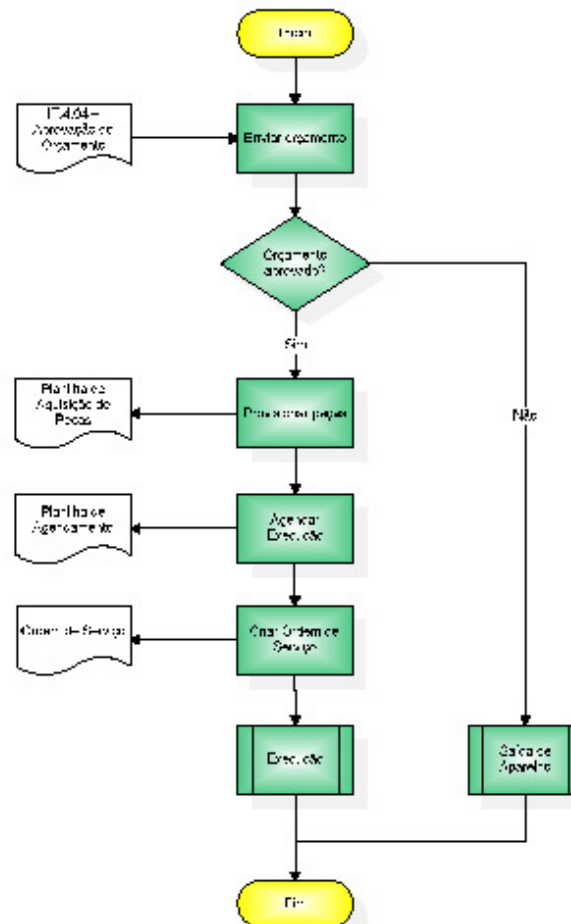 Início
IT.4.04 –
Aprovação de
Orçamento
Enviar orçamento
Orçamento
aprovado?
Sim
Não
Planilha de
Aquisição de
Peças
Provisionar peças
Planilha de
Agendamento
Agendar
Execução
Ordem de Serviço
Criar Ordem de
Serviço
Execução
Saída de
Aparelho
Fim